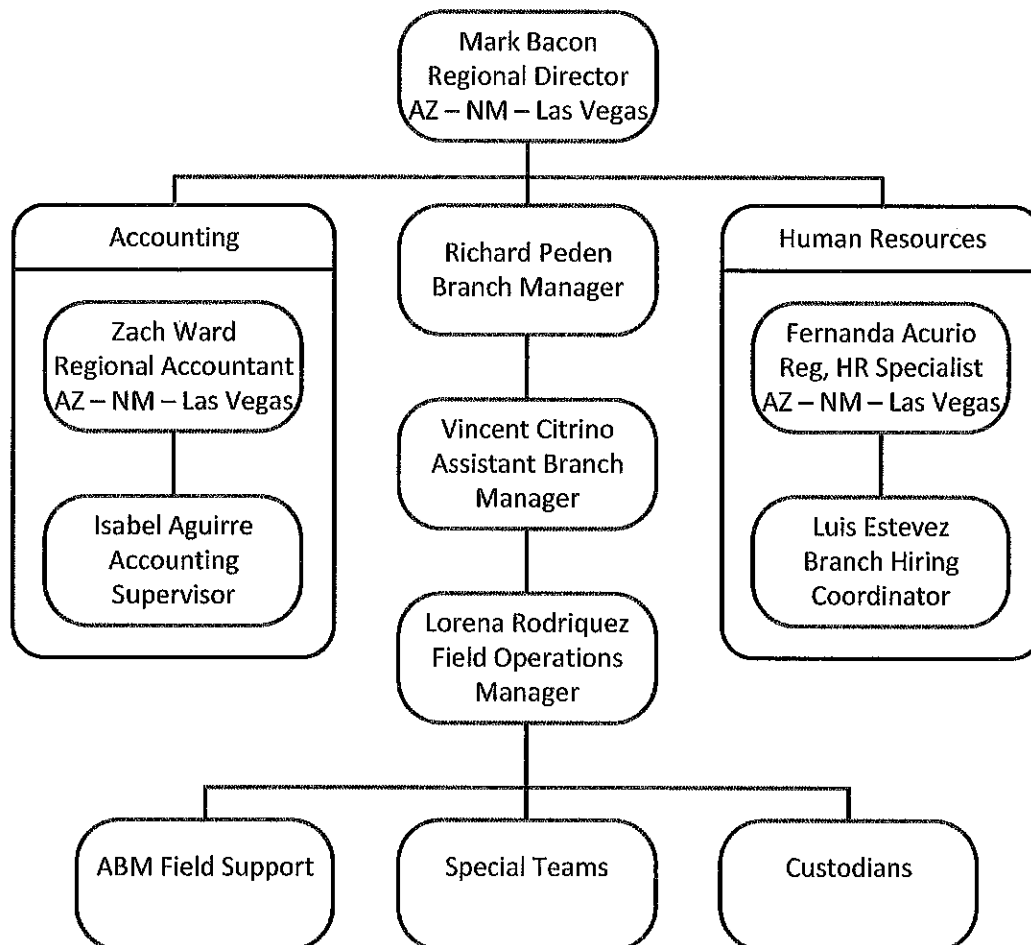 Mark Bacon
Regional Director
AZ – NM – Las Vegas
Accounting
Zach Ward
Regional Accountant
AZ – NM – Las Vegas
Isabel Aguirre
Accounting
Supervisor
Richard Peden
Branch Manager
Vincent Citrino
Assistant Branch
Manager
Lorena Rodriquez
Field Operations
Manager
Human Resources
Fernanda Acurio
Reg, HR Specialist
AZ – NM – Las Vegas
Luis Estevez
Branch Hiring
Coordinator
ABM Field Support
Special Teams
Custodians